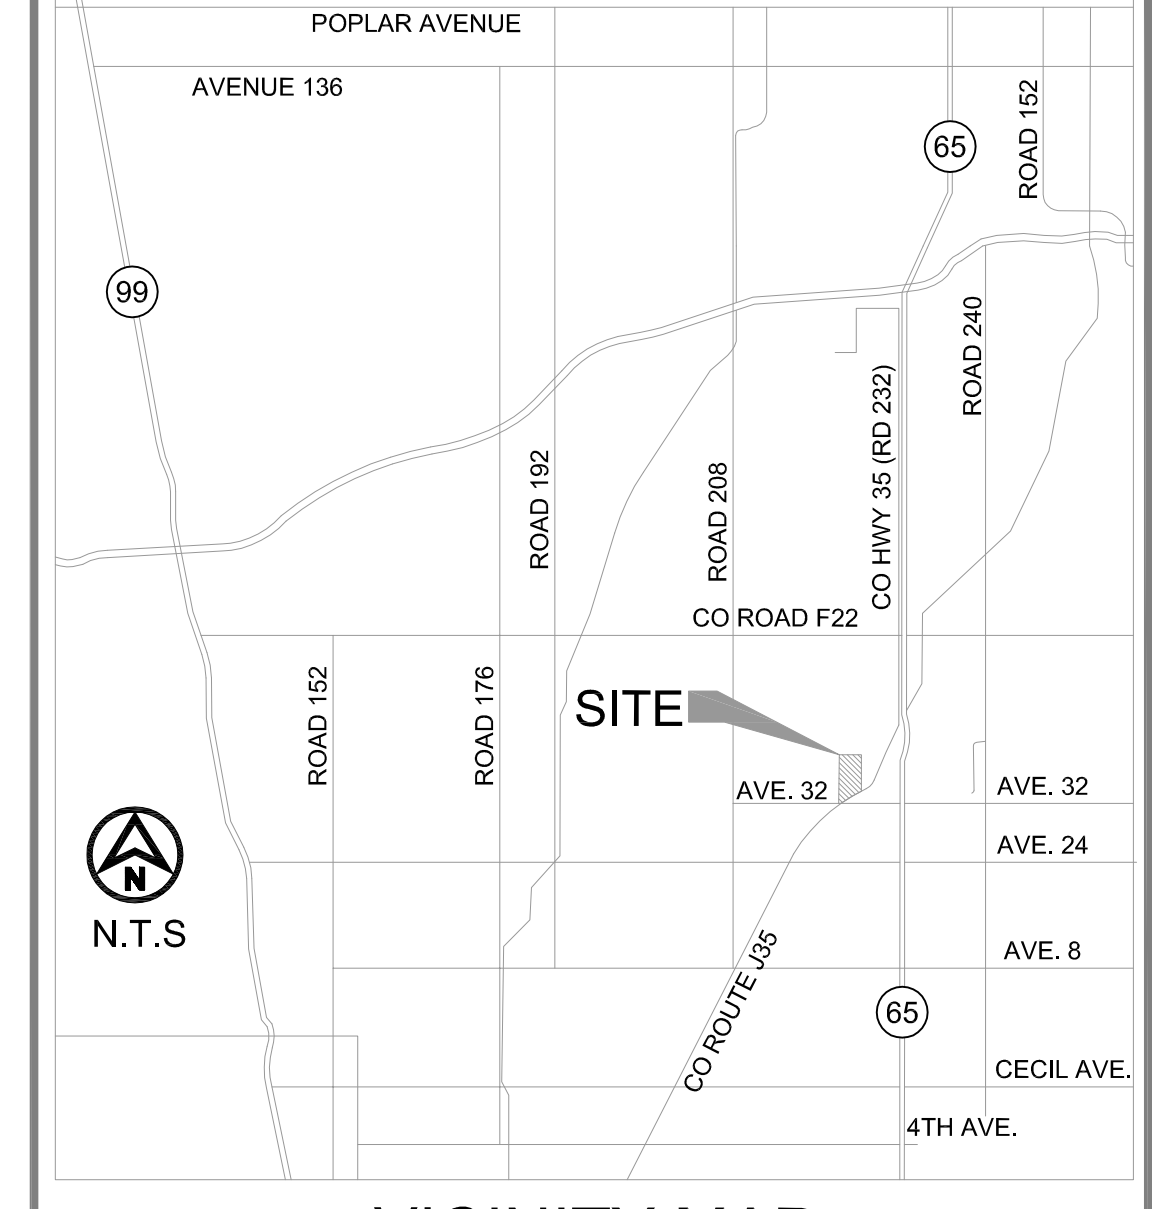 POPLAR AVENUE
AVENUE 136
ROAD 152
65
99
ROAD 240
CO HWY 35 (RD 232)
ROAD 192
ROAD 208
CO ROAD F22
ROAD 152
ROAD 176
SITE
AVE. 32
AVE. 32
AVE. 24
N
N.T.S
AVE. 8
CO ROUTE J35
65
CECIL AVE.
4TH AVE.
VICINITY MAP